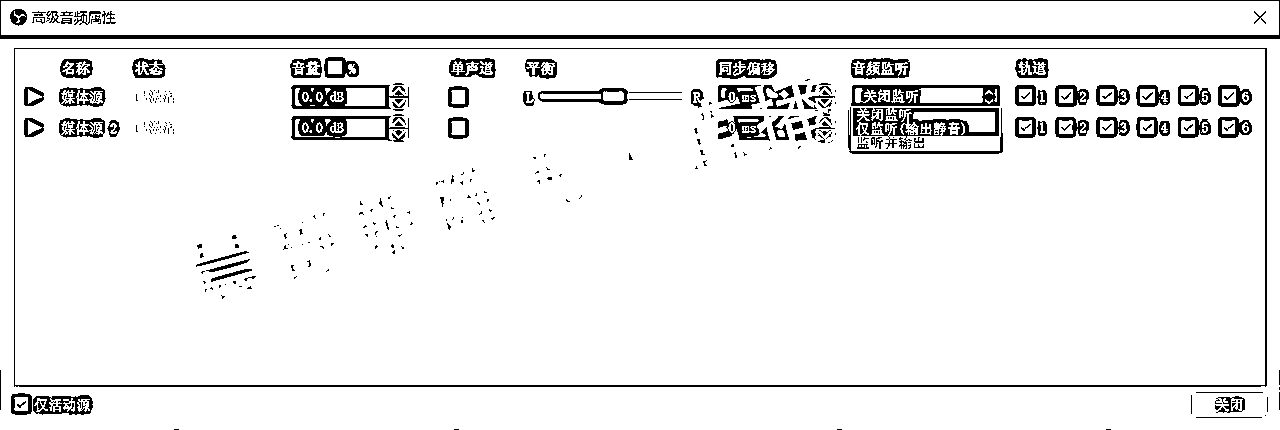 高级音频属性
名称 状态 音量 % 单声道 平衡 同步偏移 音频监听 轨道
媒体源 已激活 0.0 dB L R 0 ms 关闭监听 1 2 3 4 5 6
媒体源 2 已激活 0.0 dB 0 ms 1 2 3 4 5 6
关闭监听
仅监听(输出静音)
监听并输出
仅活动源 关闭